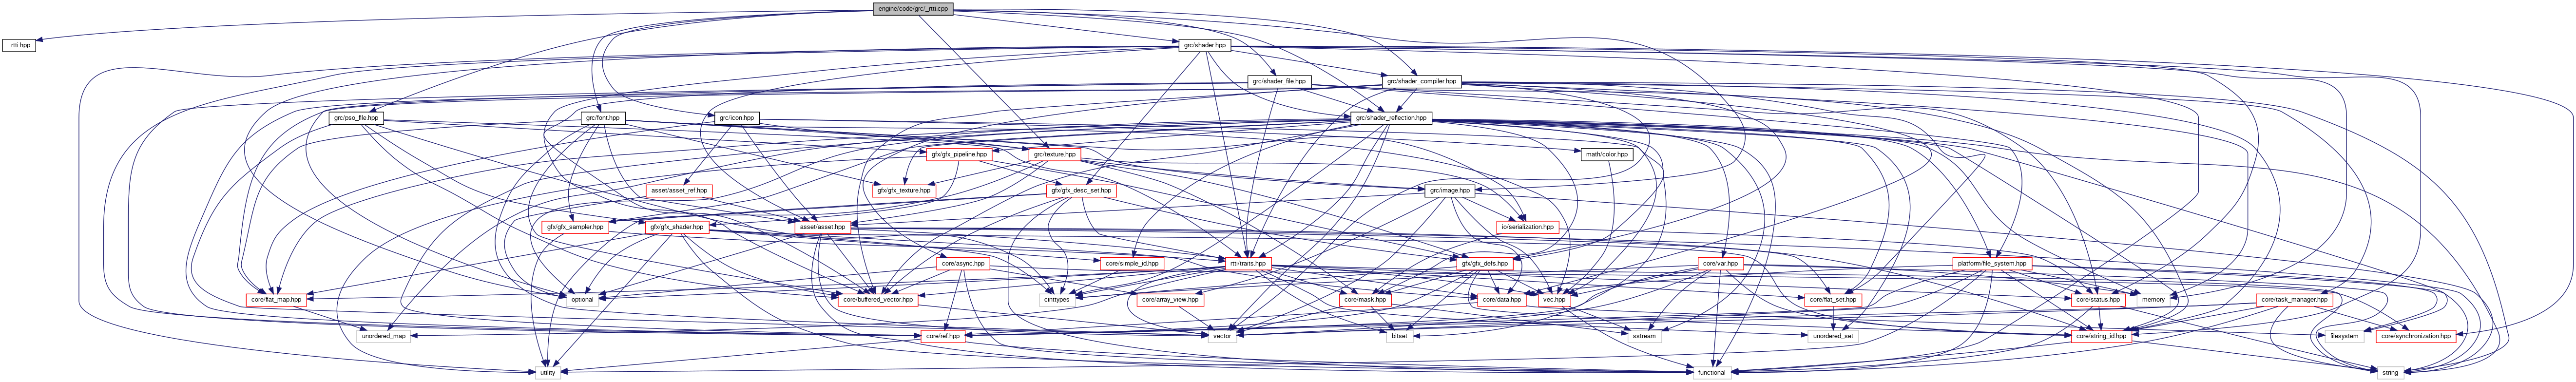 engine/code/grc/_rtti.cpp
_rtti.hpp
grc/shader.hpp
grc/shader_file.hpp
grc/shader_compiler.hpp
grc/pso_file.hpp
grc/font.hpp
grc/icon.hpp
grc/shader_reflection.hpp
gfx/gfx_pipeline.hpp
grc/texture.hpp
math/color.hpp
asset/asset_ref.hpp
gfx/gfx_texture.hpp
gfx/gfx_desc_set.hpp
grc/image.hpp
gfx/gfx_sampler.hpp
gfx/gfx_shader.hpp
asset/asset.hpp
io/serialization.hpp
core/async.hpp
core/simple_id.hpp
rtti/traits.hpp
gfx/gfx_defs.hpp
core/var.hpp
platform/file_system.hpp
core/flat_map.hpp
optional
core/buffered_vector.hpp
cinttypes
core/array_view.hpp
core/mask.hpp
core/data.hpp
vec.hpp
core/flat_set.hpp
core/status.hpp
memory
core/task_manager.hpp
unordered_map
core/ref.hpp
vector
bitset
sstream
unordered_set
core/string_id.hpp
filesystem
core/synchronization.hpp
utility
functional
string